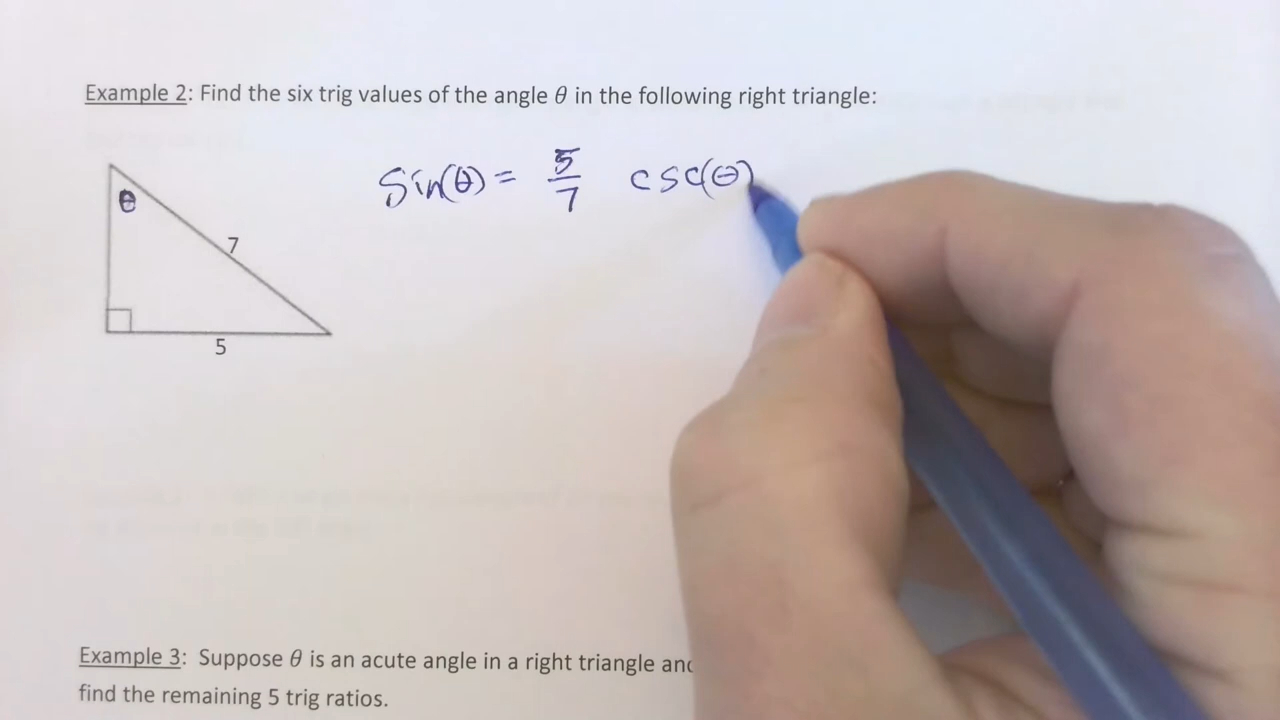 Example 2: Find the six trig values of the angle θ in the following right triangle:
sin(θ) = 5/7 csc(θ)
θ
7
5
Example 3: Suppose θ is an acute angle in a right triangle
find the remaining 5 trig ratios.